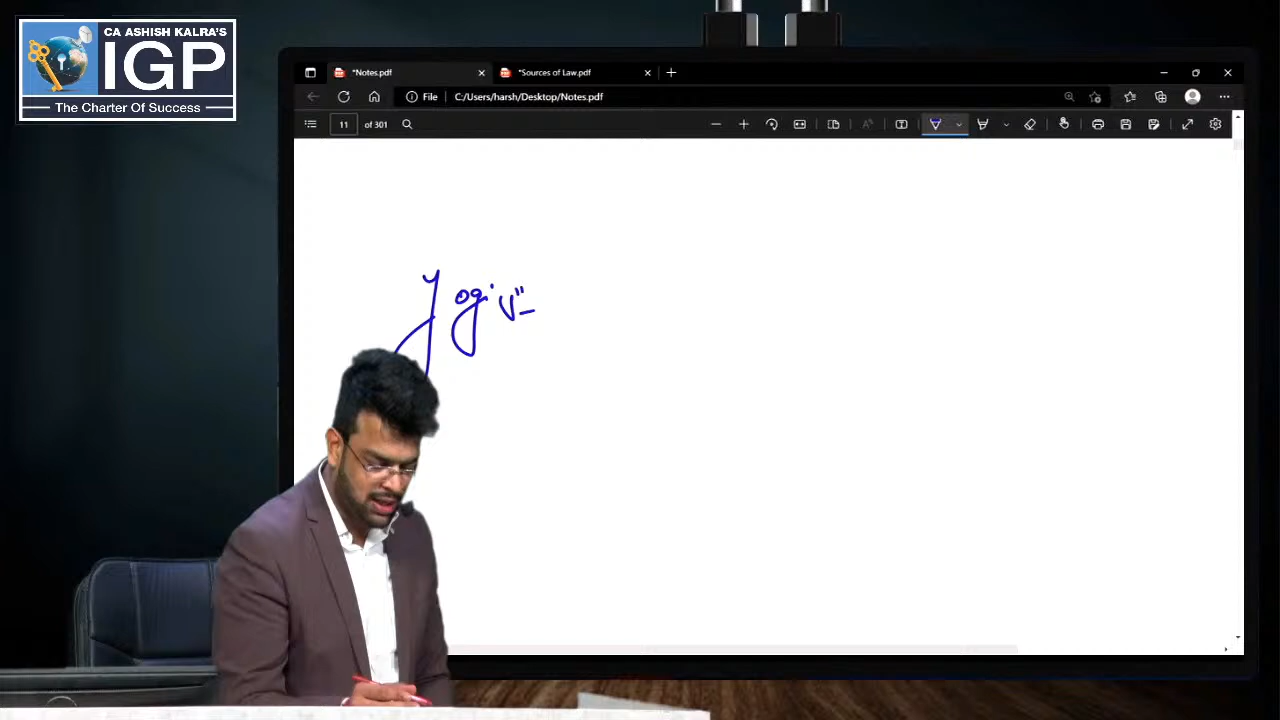 CA ASHISH KALRA'S
IGP
The Charter Of Success
*Notes.pdf
*Sources of Law.pdf
File C:/Users/harsh/Desktop/Notes.pdf
11 of 301
Yogi